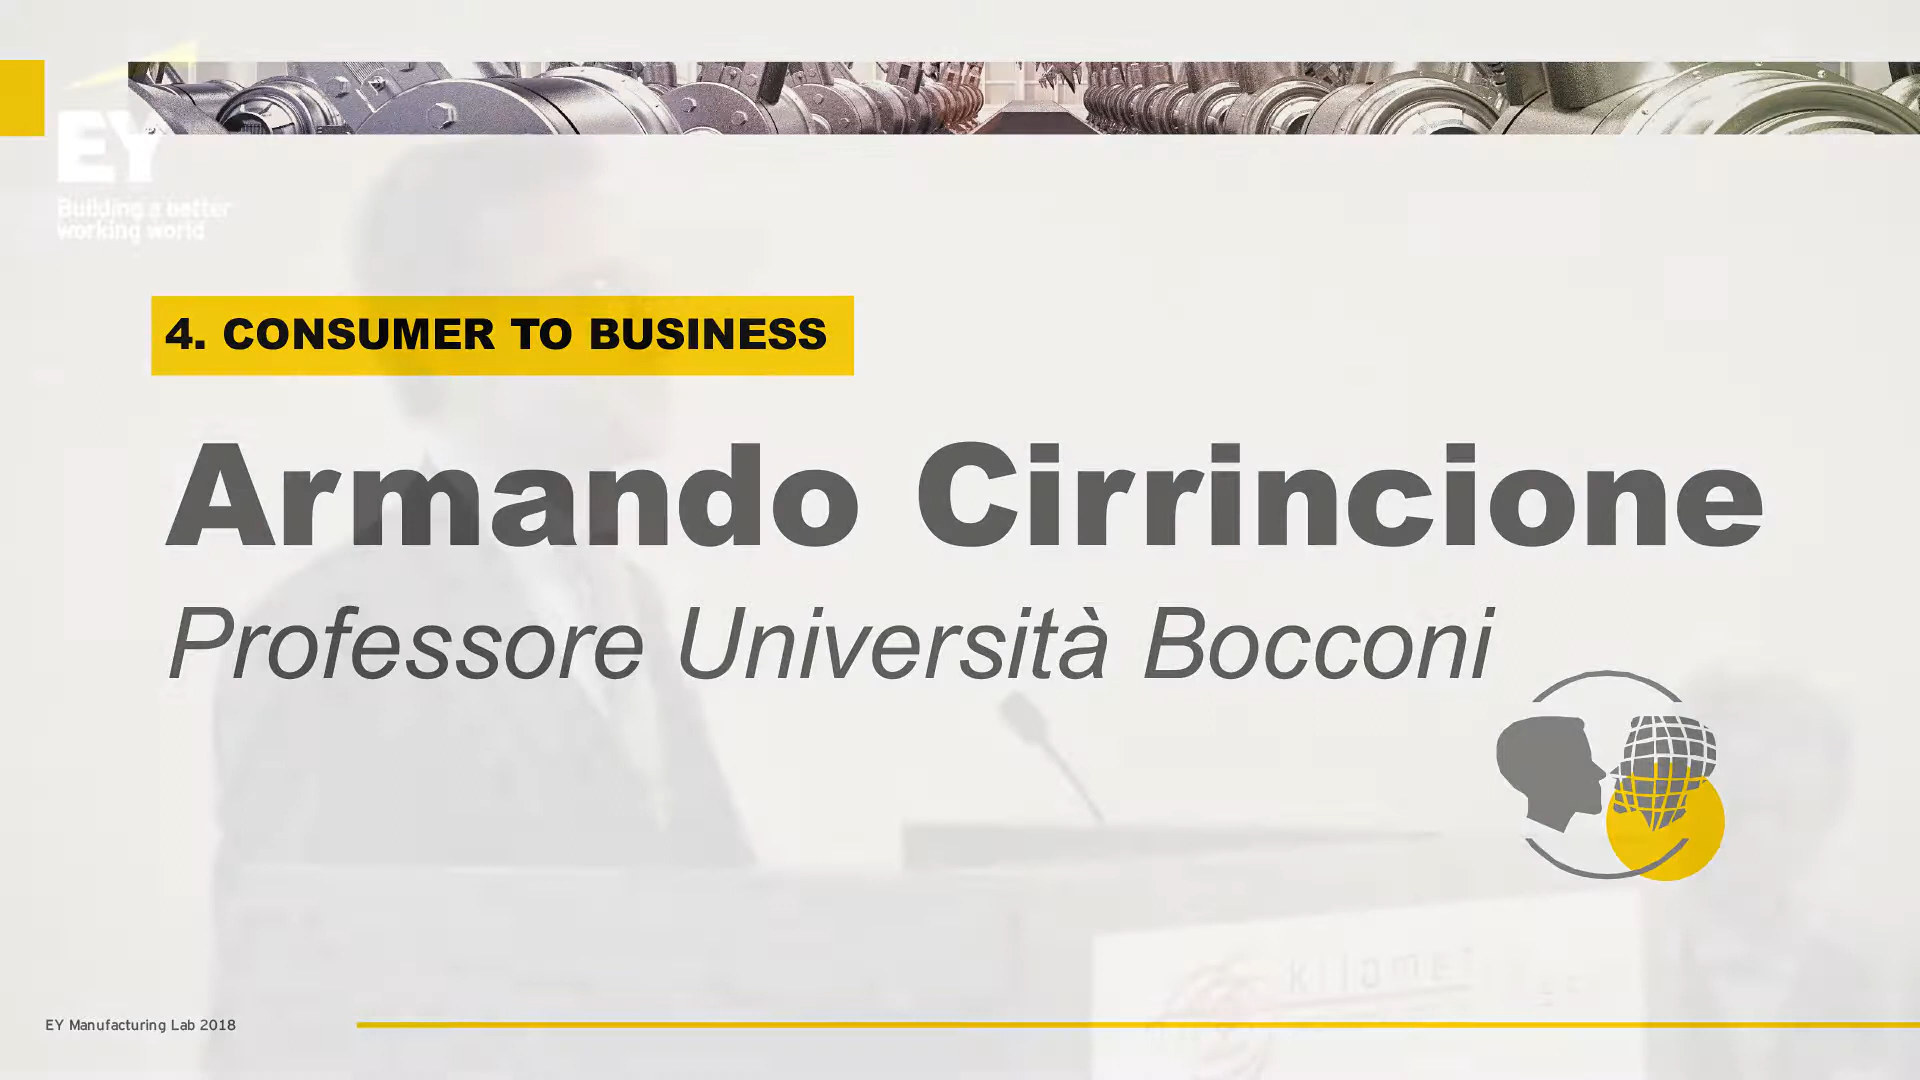 EY
Building a better
working world
4. CONSUMER TO BUSINESS
Armando Cirrincione
Professore Università Bocconi
EY Manufacturing Lab 2018